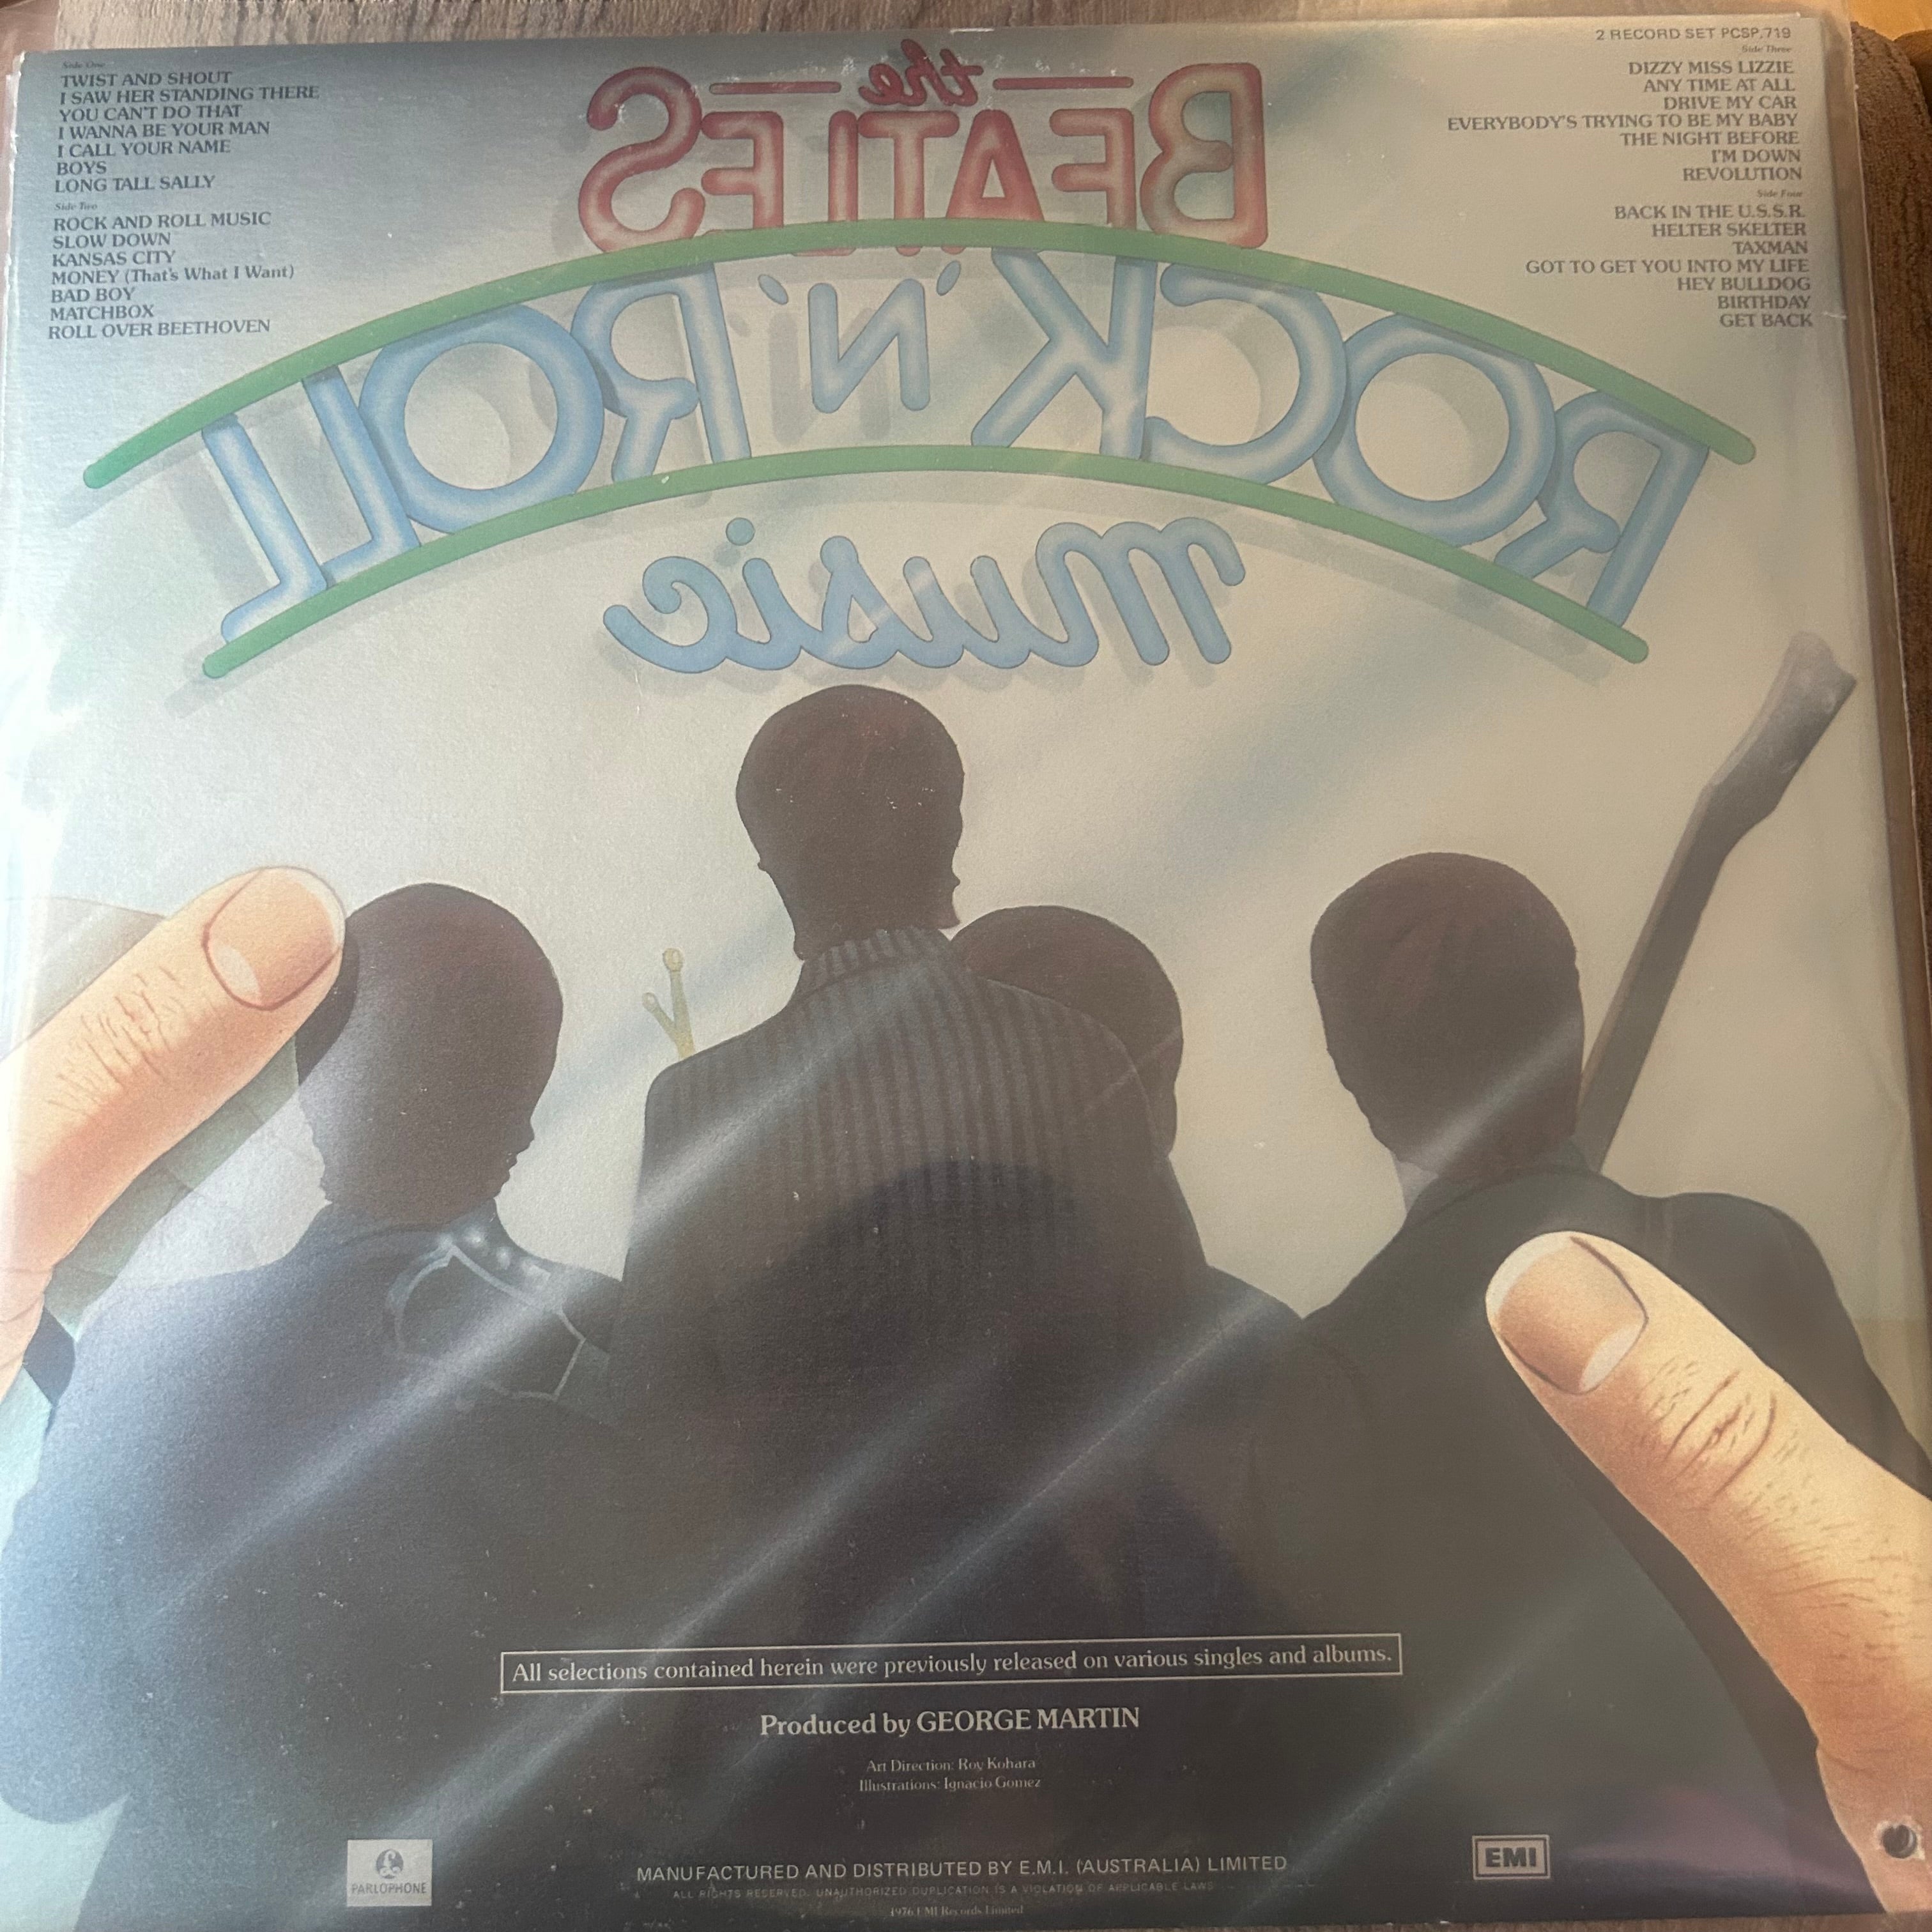 2 RECORD SET PCSP.719
Side One
TWIST AND SHOUT
I SAW HER STANDING THERE
YOU CAN'T DO THAT
I WANNA BE YOUR MAN
I CALL YOUR NAME
BOYS
LONG TALL SALLY
Side Two
ROCK AND ROLL MUSIC
SLOW DOWN
KANSAS CITY
MONEY (That's What I Want)
BAD BOY
MATCHBOX
ROLL OVER BEETHOVEN
the
BEATLES
ROCK 'N' ROLL
Music
Side Three
DIZZY MISS LIZZIE
ANY TIME AT ALL
DRIVE MY CAR
EVERYBODY'S TRYING TO BE MY BABY
THE NIGHT BEFORE
I'M DOWN
REVOLUTION
Side Four
BACK IN THE U.S.S.R.
HELTER SKELTER
TAXMAN
GOT TO GET YOU INTO MY LIFE
HEY BULLDOG
BIRTHDAY
GET BACK
All selections contained herein were previously released on various singles and albums.
Produced by GEORGE MARTIN
Art Direction: Roy Kohara
Illustrations: Ignacio Gomez
PARLOPHONE
MANUFACTURED AND DISTRIBUTED BY E.M.I. (AUSTRALIA) LIMITED
ALL RIGHTS RESERVED. UNAUTHORIZED DUPLICATION IS A VIOLATION OF APPLICABLE LAWS
1976 EMI Records Limited
EMI